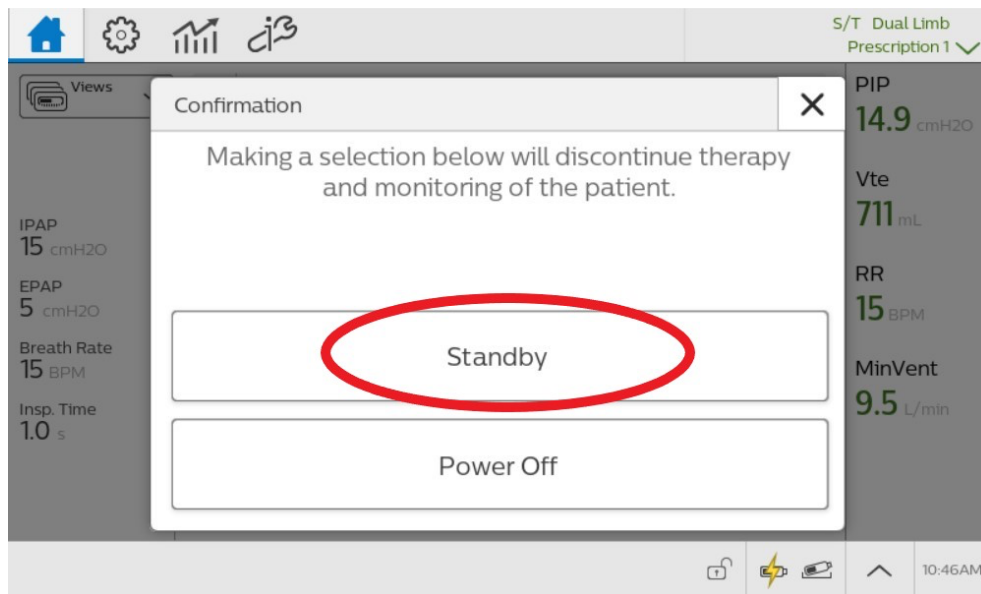 S/T Dual Limb
Prescription 1
Views
Confirmation
Making a selection below will discontinue therapy
and monitoring of the patient.
Standby
Power Off
IPAP
15 cmH2O
EPAP
5 cmH2O
Breath Rate
15 BPM
Insp. Time
1.0 s
PIP
14.9 cmH2O
Vte
711 mL
RR
15 BPM
MinVent
9.5 L/min
10:46AM